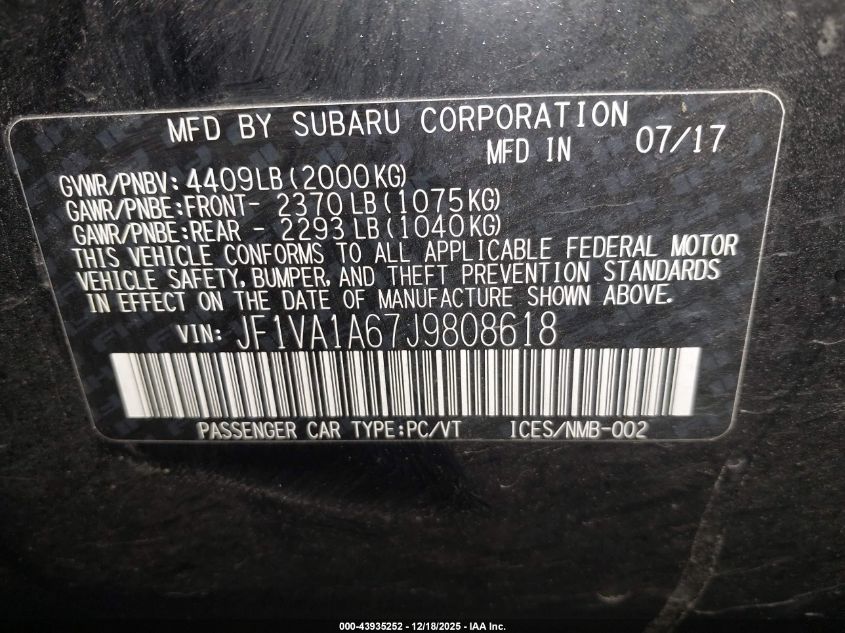 MFD BY SUBARU CORPORATION
MFD IN 07/17
GVWR/PNBV: 4409LB (2000KG)
GAWR/PNBE:FRONT- 2370 LB (1075KG)
GAWR/PNBE:REAR - 2293 LB (1040KG)
THIS VEHICLE CONFORMS TO ALL APPLICABLE FEDERAL MOTOR
VEHICLE SAFETY, BUMPER, AND THEFT PREVENTION STANDARDS
IN EFFECT ON THE DATE OF MANUFACTURE SHOWN ABOVE.
VIN: JF1VA1A67J9808618
PASSENGER CAR TYPE:PC/VT ICES/NMB-002
000-43935252 - 12/18/2025 - IAA Inc.